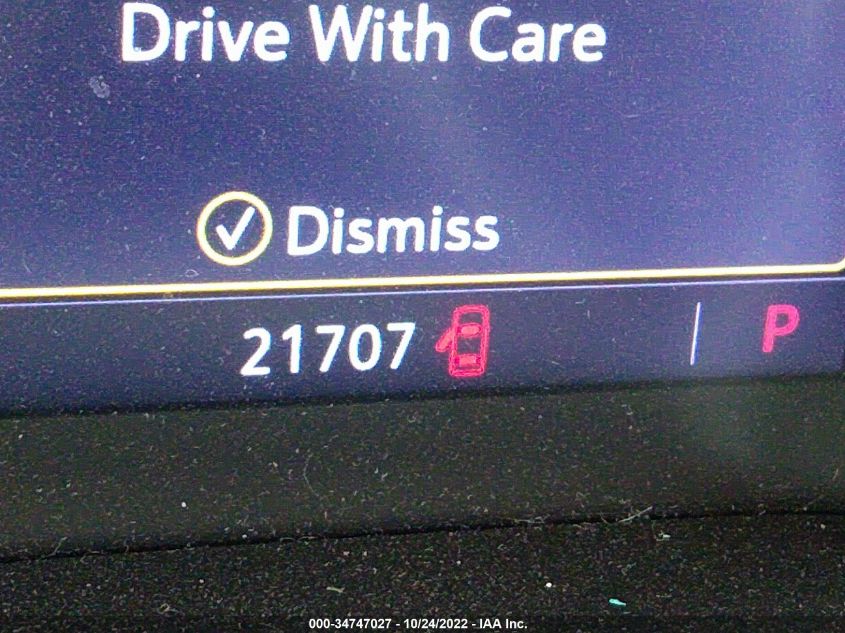 Drive With Care
Dismiss
21707
P
000-34747027 - 10/24/2022 - IAA Inc.